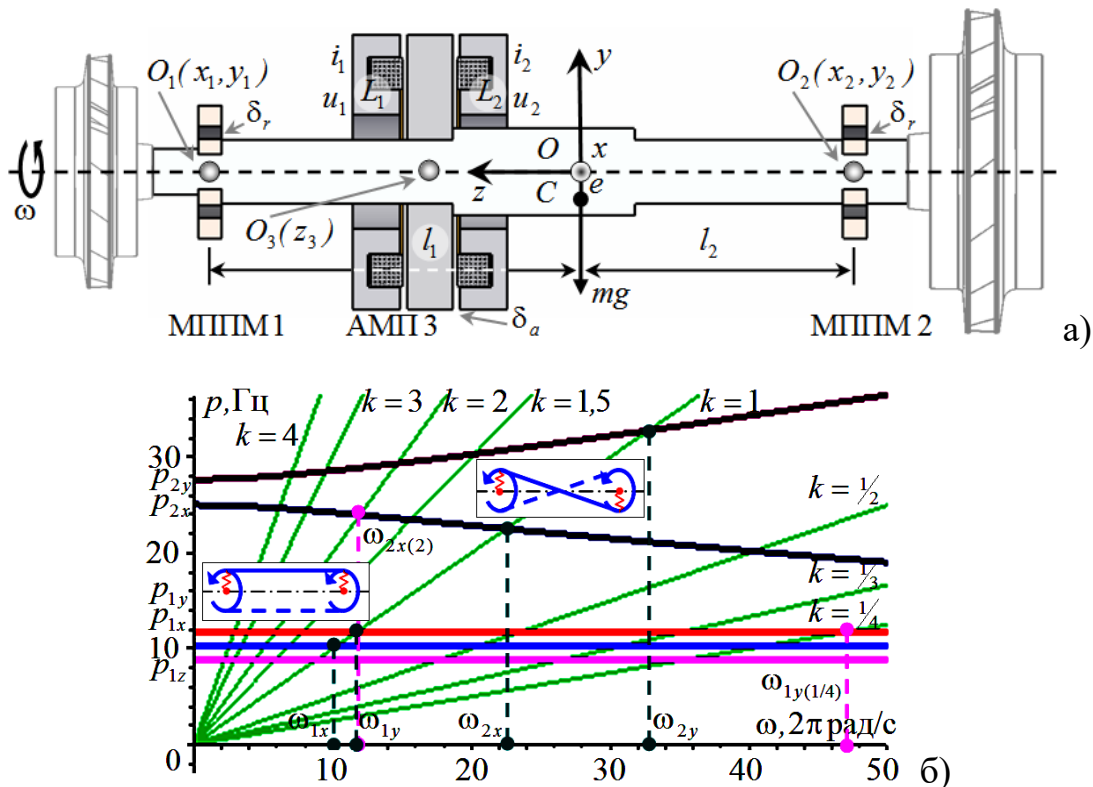 i₁ i₂ y
O₁(x₁, y₁) O₂(x₂, y₂)
u₁ L₁ L₂ u₂
δᵣ δᵣ
O x
ω z C e
O₃(z₃) l₁ l₂
mg
МППМ 1 АМП 3 δₐ МППМ 2
а)
p, Гц k = 3 k = 2 k = 1,5 k = 1
k = 4
30
p₂y k = 1/2
p₂x
20 ω₂x(2)
k = 1/3
p₁y
p₁x k = 1/4
10
p₁z
ω₁y(1/4)
ω₁x ω₁y ω₂x ω₂y ω, 2π рад/с
0
10 20 30 40 50 б)